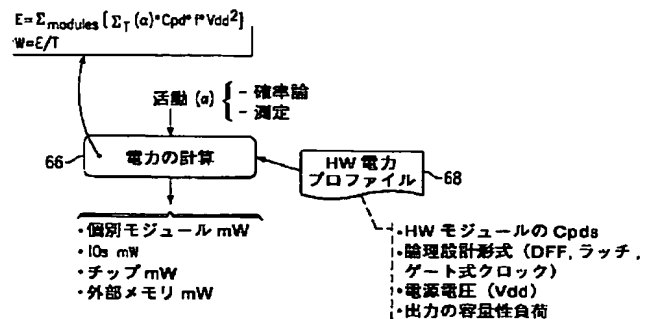 E=Σmodules{ΣT(α)*Cpd*f*Vdd²}
W=E/T
活動 (α) { - 確率論
- 測定
66
電力の計算
HW 電力
プロファイル
68
・個別モジュール mW
・IOs mW
・チップ mW
・外部メモリ mW
・HW モジュールの Cpds
・論理設計形式 (DFF, ラッチ,
ゲート式クロック)
・電源電圧 (Vdd)
・出力の容量性負荷